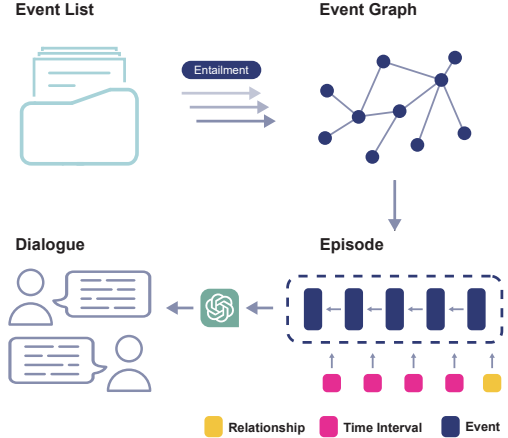 Event List
Event Graph
Entailment
Dialogue
Episode
Relationship
Time Interval
Event